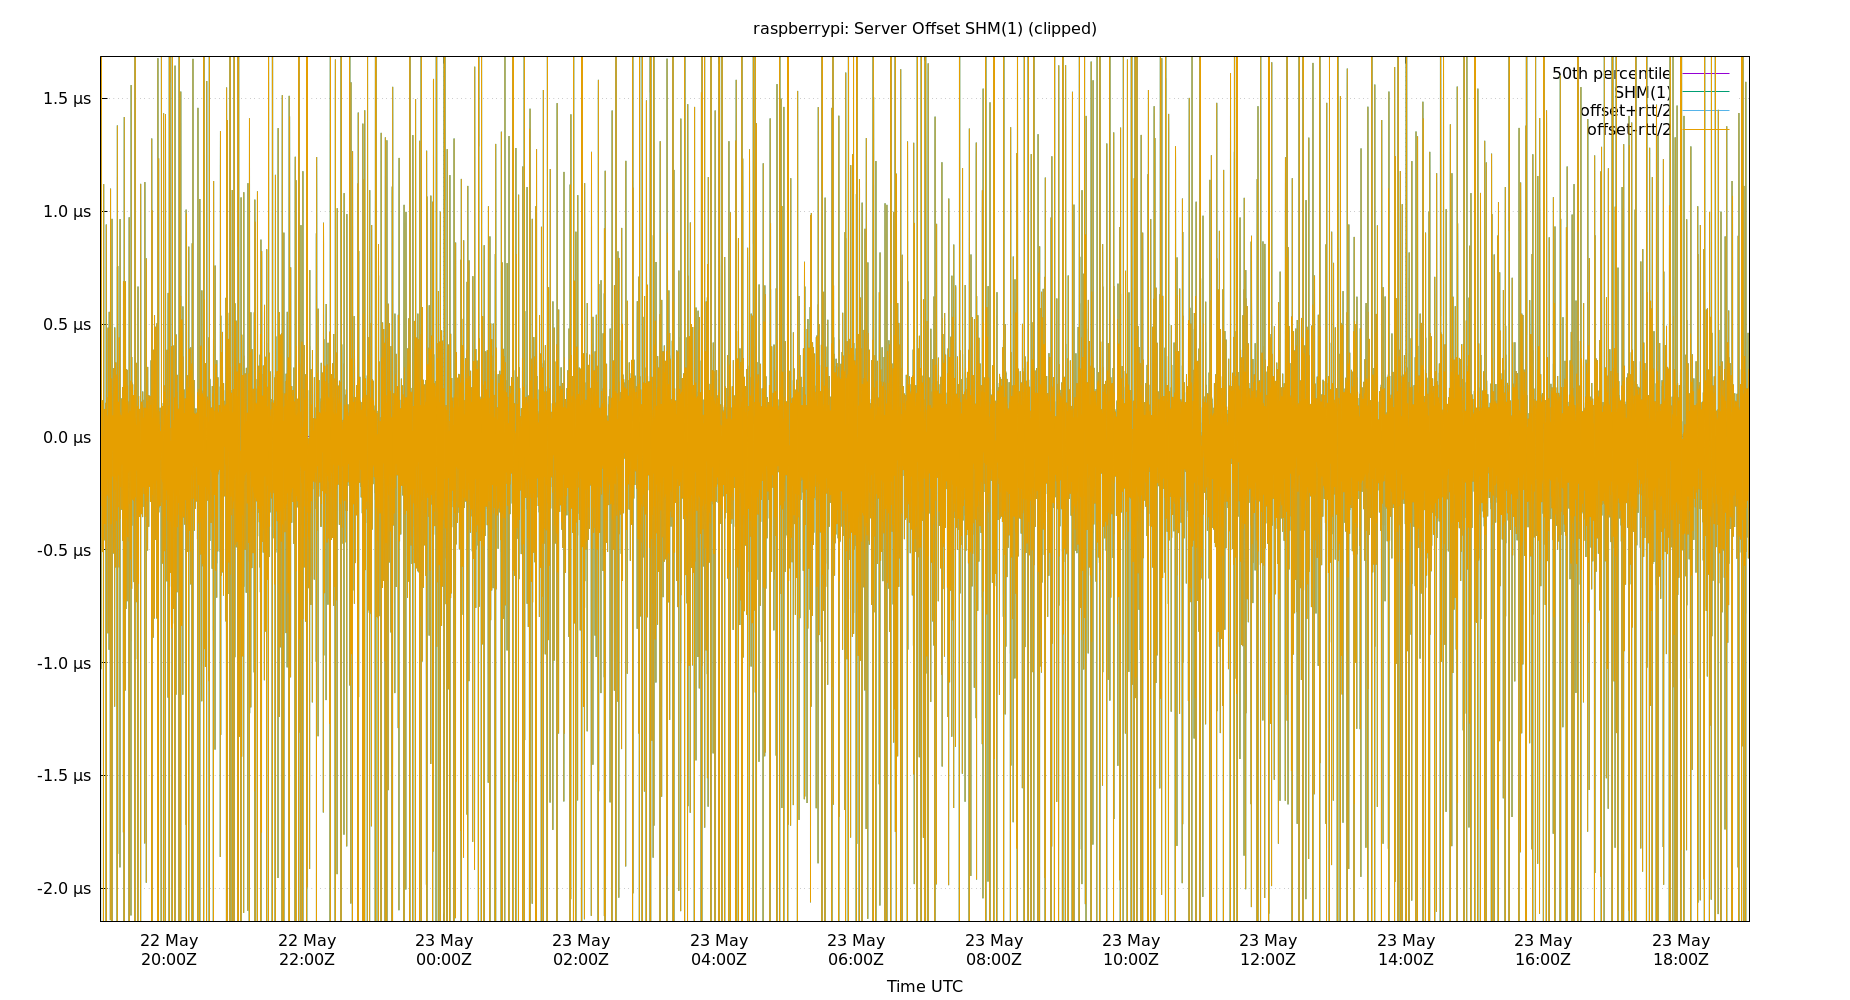 raspberrypi: Server Offset SHM(1) (clipped)
50th percentile
SHM(1)
offset+rtt/2
offset-rtt/2
1.5 µs
1.0 µs
0.5 µs
0.0 µs
-0.5 µs
-1.0 µs
-1.5 µs
-2.0 µs
22 May 22 May 23 May 23 May 23 May 23 May 23 May 23 May 23 May 23 May 23 May 23 May
20:00Z 22:00Z 00:00Z 02:00Z 04:00Z 06:00Z 08:00Z 10:00Z 12:00Z 14:00Z 16:00Z 18:00Z
Time UTC